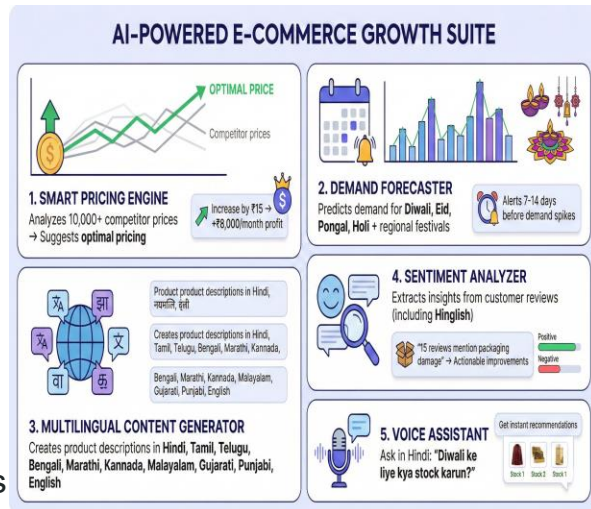 AI-POWERED E-COMMERCE GROWTH SUITE
OPTIMAL PRICE
Competitor prices
1. SMART PRICING ENGINE
Analyzes 10,000+ competitor prices
→ Suggests optimal pricing
Increase by ₹15 →
+₹8,000/month profit
2. DEMAND FORECASTER
Predicts demand for Diwali, Eid,
Pongal, Holi + regional festivals
Alerts 7-14 days
before demand spikes
Product product descriptions in Hindi,
Creates product descriptions in Hindi,
Tamil, Telugu, Bengali, Marathi, Kannada,
Bengali, Marathi, Kannada, Malayalam,
Gujarati, Punjabi, English
3. MULTILINGUAL CONTENT GENERATOR
Creates product descriptions in Hindi, Tamil, Telugu,
Bengali, Marathi, Kannada, Malayalam, Gujarati, Punjabi,
English
4. SENTIMENT ANALYZER
Extracts insights from customer reviews
(including Hinglish)
"15 reviews mention packaging
damage" → Actionable improvements
Positive
Negative
5. VOICE ASSISTANT
Ask in Hindi: "Diwali ke
liye kya stock karun?"
Get instant recommendations
Stock 1 Stock 2 Stock 1
s